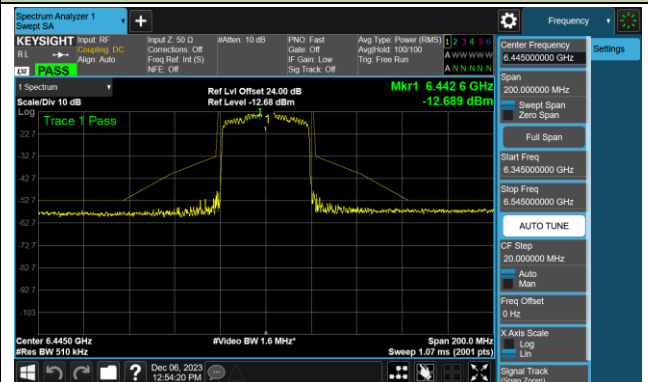 Spectrum Analyzer 1
Swept SA
Frequency
KEYSIGHT
RL
LXI
PASS
Input: RF
Coupling: DC
Align: Auto
Input Z: 50 Ω
Corrections: Off
Freq Ref: Int (S)
NFE: Off
#Atten: 10 dB
PNO: Fast
Gate: Off
IF Gain: Low
Sig Track: Off
Avg Type: Power (RMS)
Avg|Hold: 100/100
Trig: Free Run
1 2 3 4 5 6
A W W W W W
A N N N N N
1 Spectrum
Scale/Div 10 dB
Ref Lvl Offset 24.00 dB
Ref Level -12.68 dBm
Mkr1 6.442 6 GHz
-12.689 dBm
Log
Trace 1 Pass
1
-22.7
-32.7
-42.7
-52.7
-62.7
-72.7
-82.7
-92.7
-103
Center 6.4450 GHz
#Res BW 510 kHz
#Video BW 1.6 MHz*
Span 200.0 MHz
Sweep 1.07 ms (2001 pts)
Dec 06, 2023
12:54:20 PM
Center Frequency
6.445000000 GHz
Settings
Span
200.000000 MHz
Swept Span
Zero Span
Full Span
Start Freq
6.345000000 GHz
Stop Freq
6.545000000 GHz
AUTO TUNE
CF Step
20.000000 MHz
Auto
Man
Freq Offset
0 Hz
X Axis Scale
Log
Lin
Signal Track
(Span Zoom)